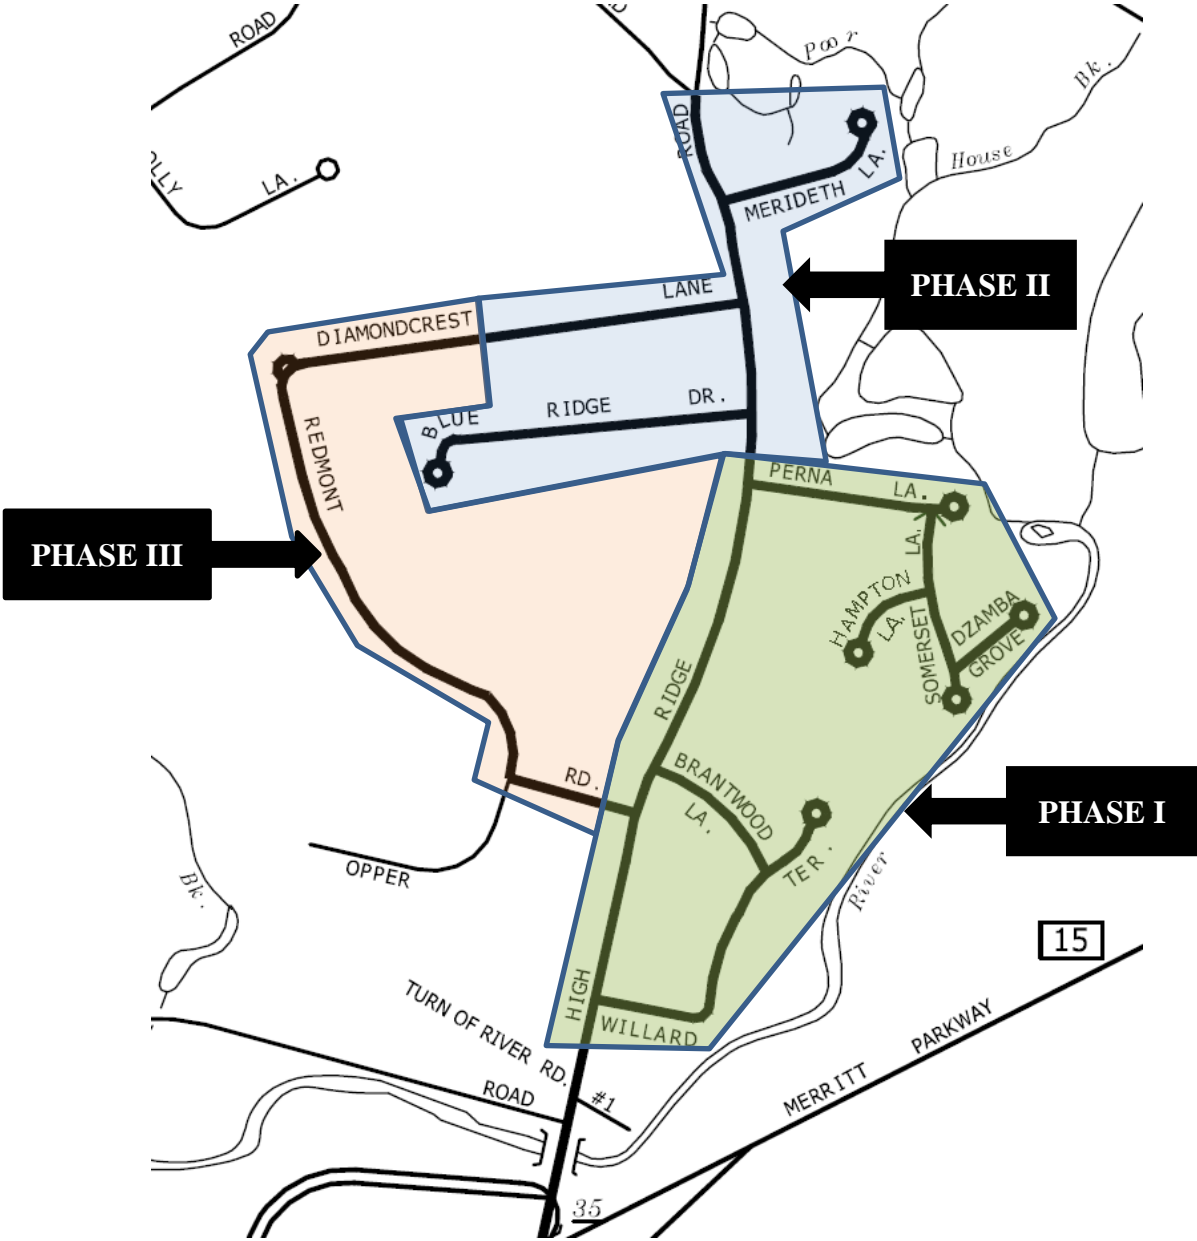 ROAD
Poor
Bk.
ROAD
House
OLLY
LA.
MERIDETH
LA.
PHASE II
LANE
DIAMONDCREST
BLUE
RIDGE
DR.
REDMONT
PERNA
LA.
PHASE III
LA.
HAMPTON
LA.
DZAMBA
GROVE
SOMERSET
RIDGE
BRANTWOOD
LA.
RD.
PHASE I
TER.
OPPER
River
Bk.
15
HIGH
TURN OF RIVER RD.
WILLARD
PARKWAY
MERRITT
ROAD
#1
35